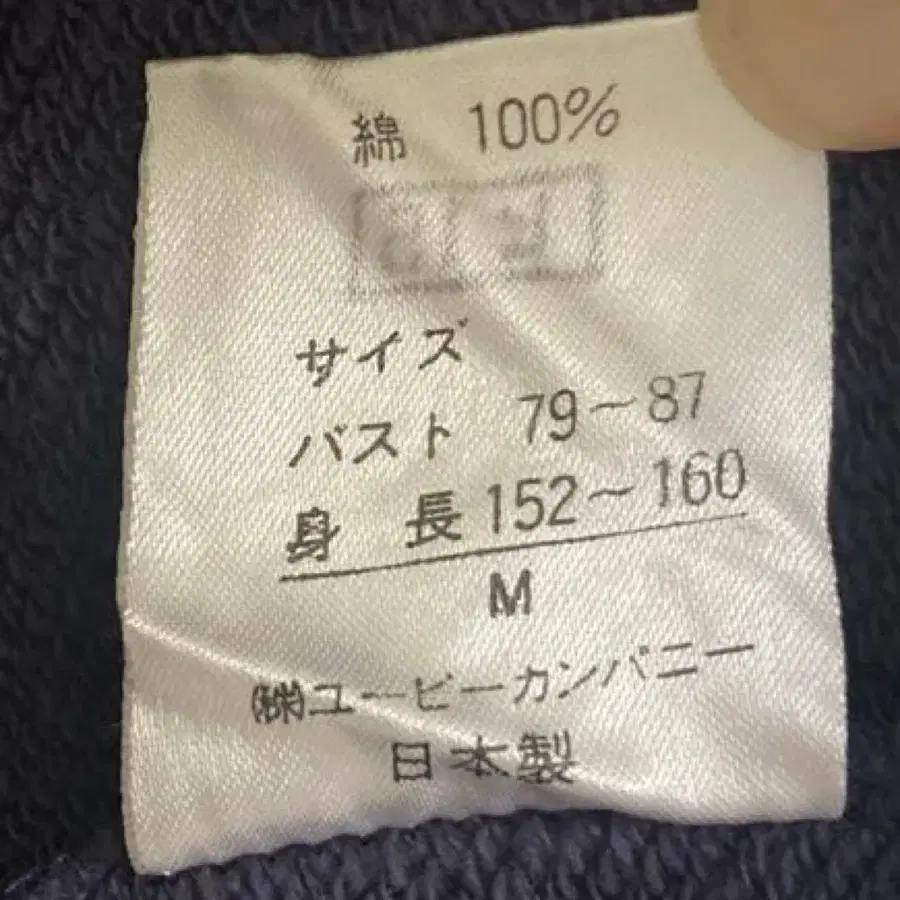 綿 100%
サイズ
バスト 79～87
身 長 152～160
M
㈱ユービーカンパニー
日本製